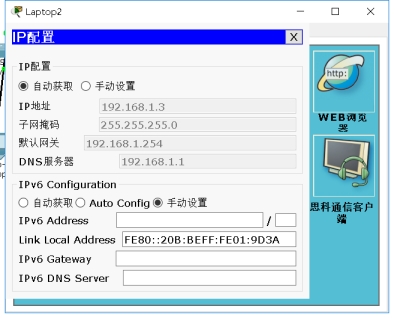 Laptop2
IP配置 X
IP配置
自动获取 手动设置
IP地址 192.168.1.3
子网掩码 255.255.255.0
默认网关 192.168.1.254
DNS服务器 192.168.1.1
IPv6 Configuration
自动获取 Auto Config 手动设置
IPv6 Address /
Link Local Address FE80::20B:BEFF:FE01:9D3A
IPv6 Gateway
IPv6 DNS Server
http:
WEB浏览
器
思科通信客户
端